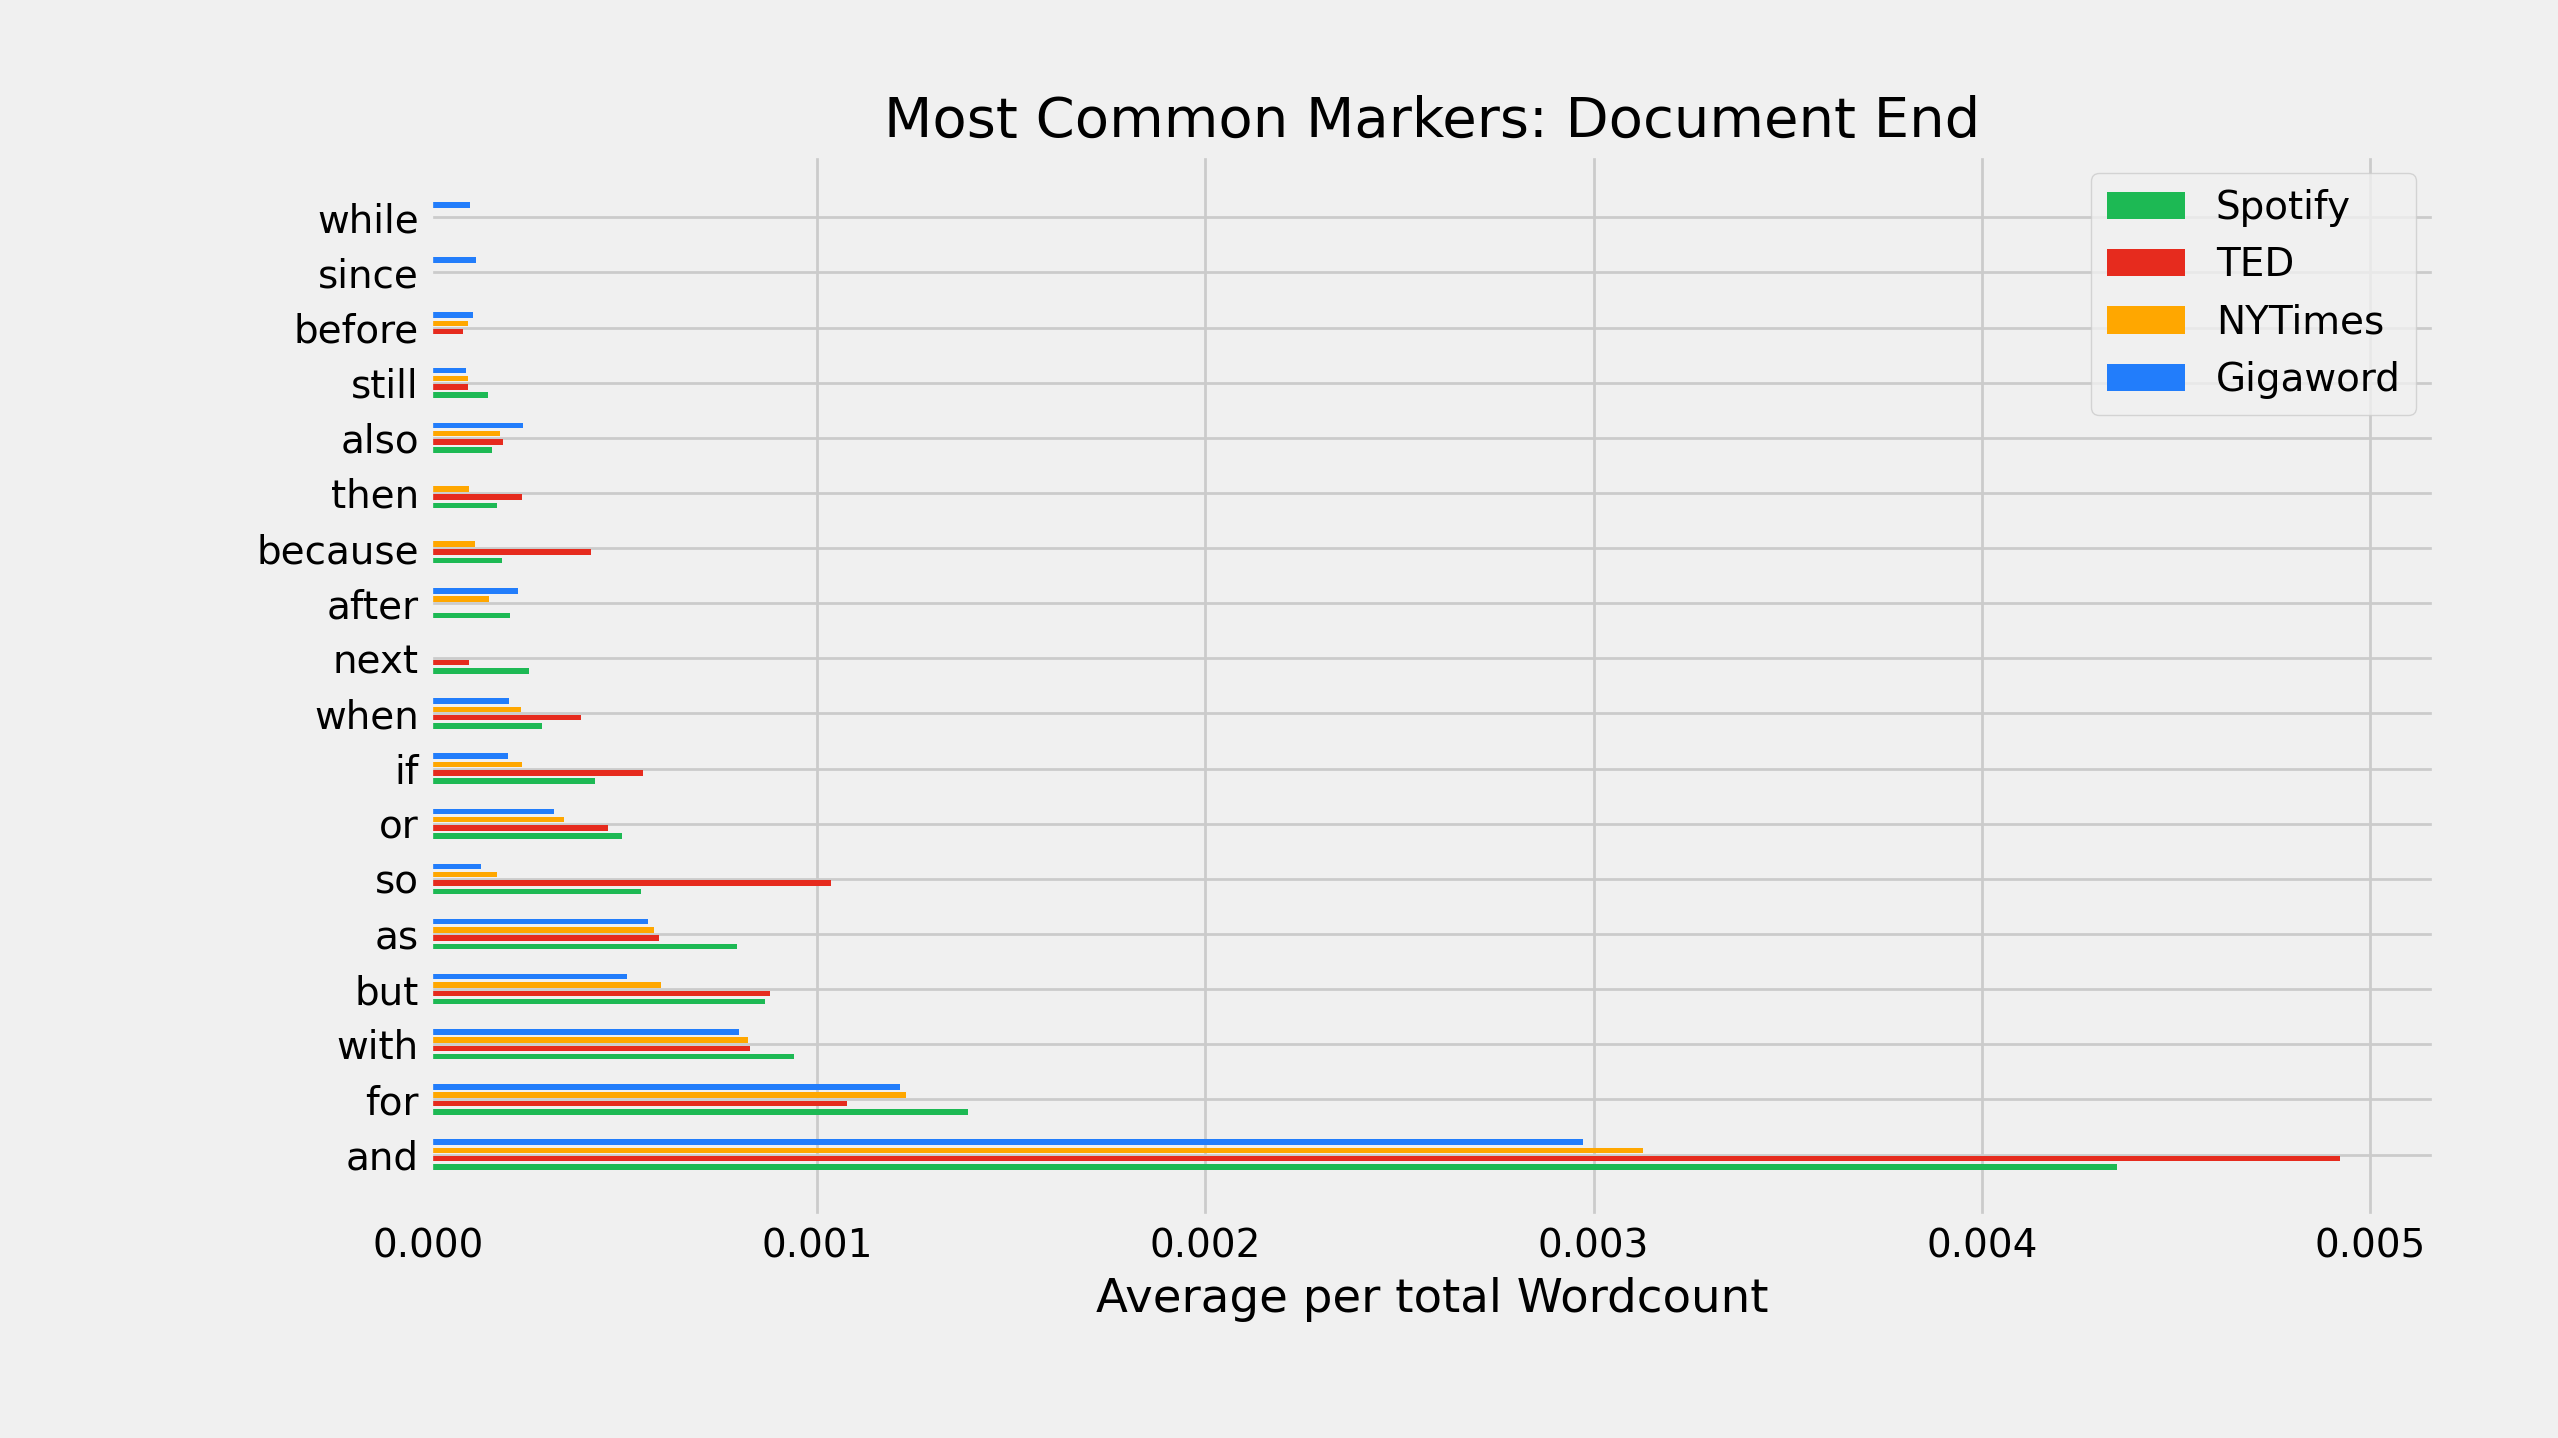 Most Common Markers: Document End
while
since
before
still
also
then
because
after
next
when
if
or
so
as
but
with
for
and
Spotify
TED
NYTimes
Gigaword
0.000 0.001 0.002 0.003 0.004 0.005
Average per total Wordcount